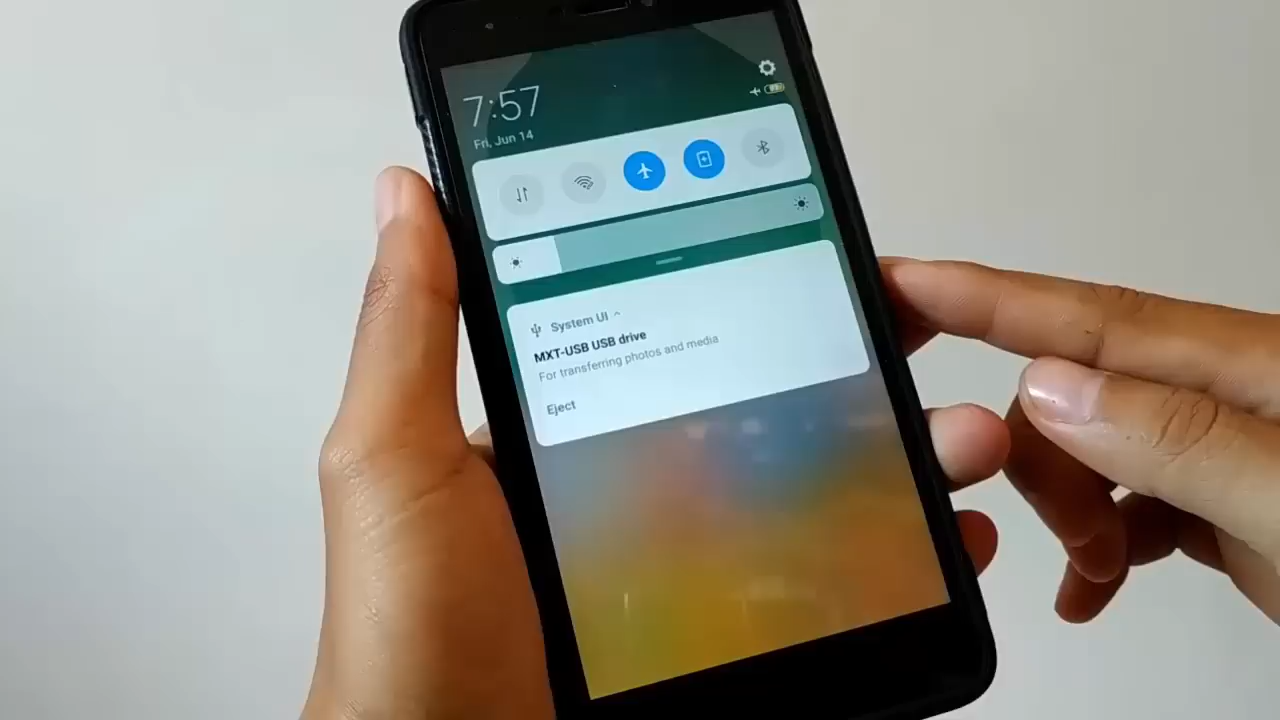 7:57
Fri, Jun 14
System UI
MXT-USB USB drive
For transferring photos and media
Eject